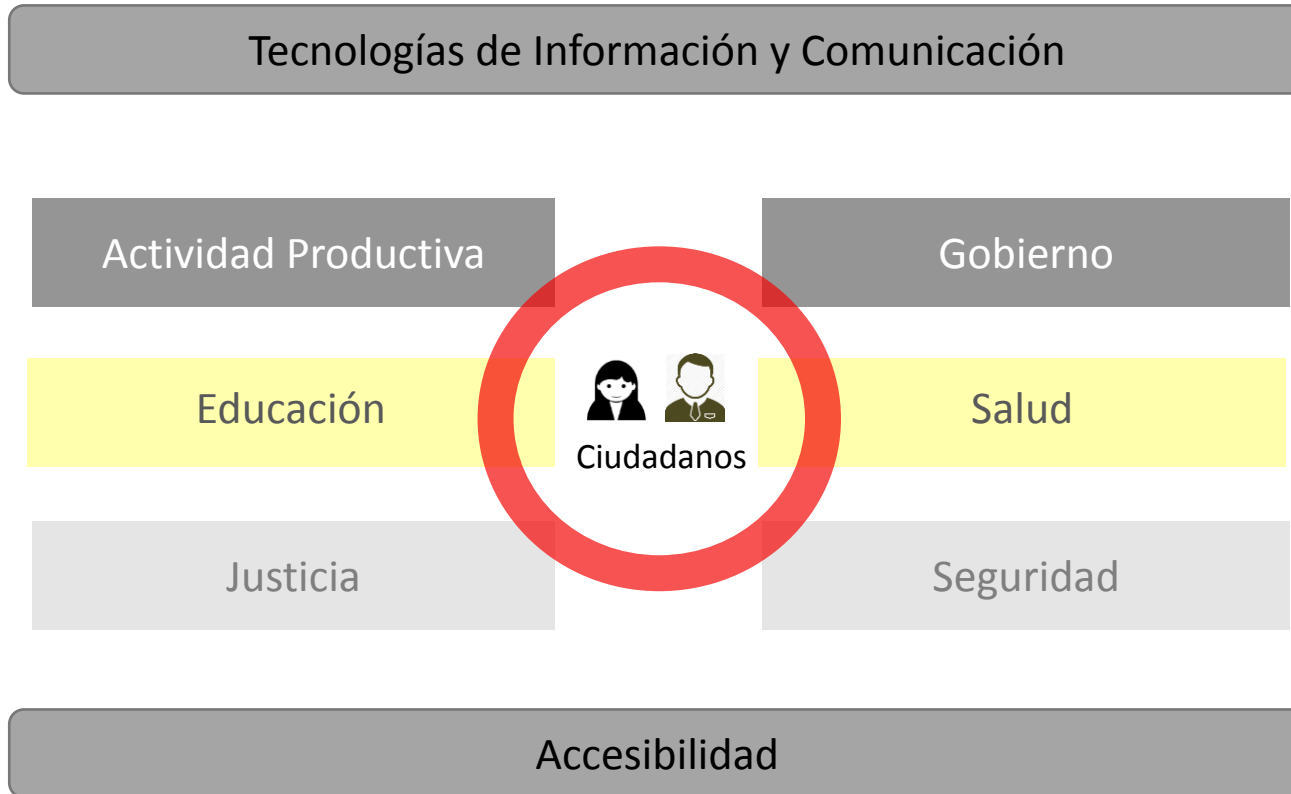 Tecnologías de Información y Comunicación
Actividad Productiva
Gobierno
Educación
Ciudadanos
Salud
Justicia
Seguridad
Accesibilidad